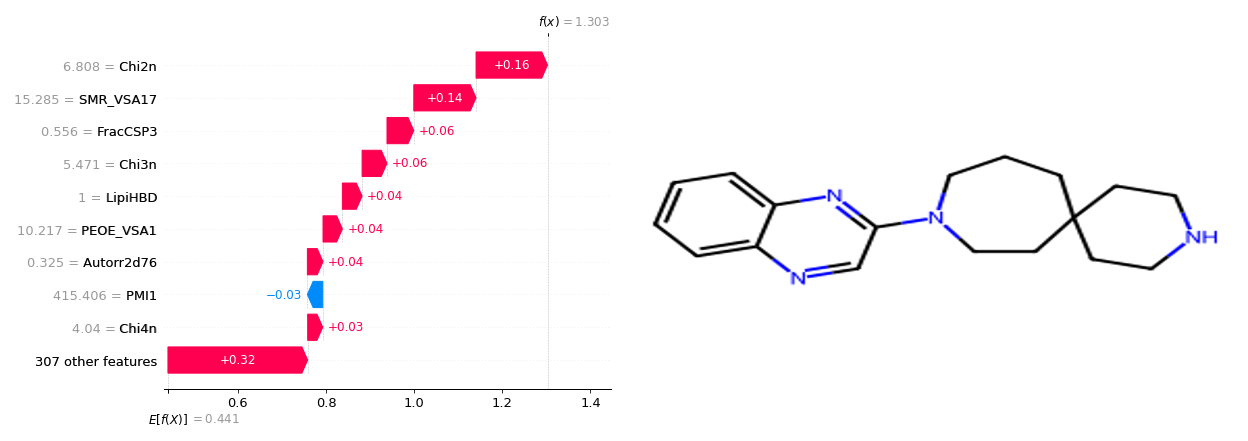 f(x) = 1.303
6.808 = Chi2n
+0.16
15.285 = SMR_VSA17
+0.14
0.556 = FracCSP3
+0.06
5.471 = Chi3n
+0.06
1 = LipiHBD
+0.04
10.217 = PEOE_VSA1
+0.04
0.325 = Autorr2d76
+0.04
415.406 = PMI1
−0.03
4.04 = Chi4n
+0.03
307 other features
+0.32
0.6 0.8 1.0 1.2 1.4
E[f(X)] = 0.441
N
N
N
NH